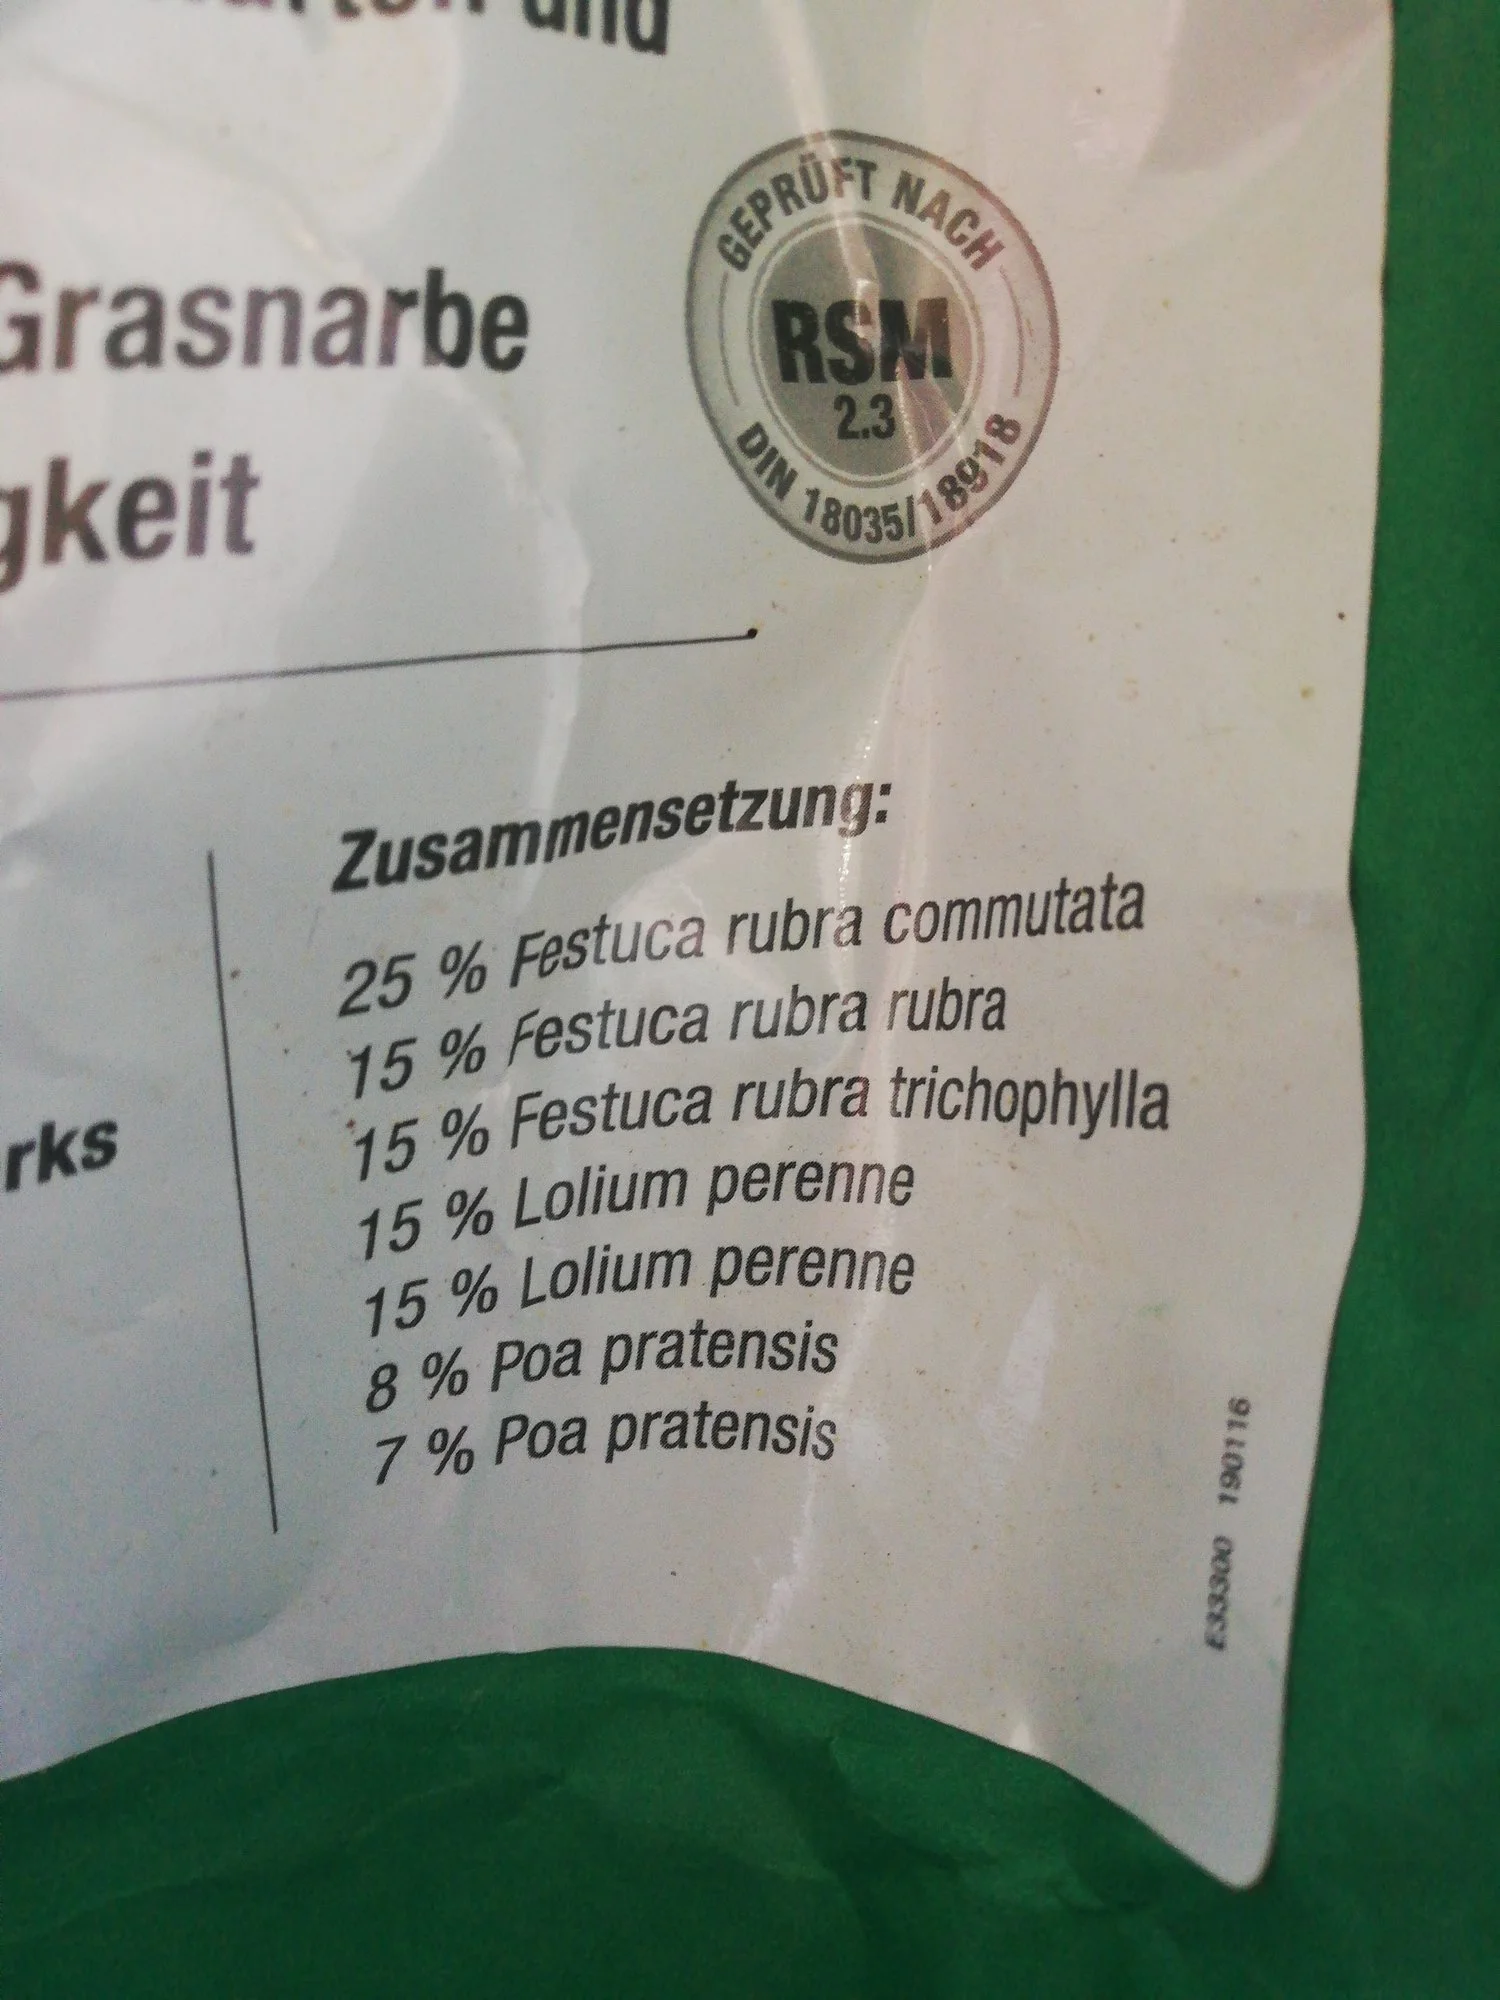 und
Grasnarbe
gkeit
GEPRÜFT NACH
RSM
2.3
DIN 18035/18918
Zusammensetzung:
25 % Festuca rubra commutata
15 % Festuca rubra rubra
15 % Festuca rubra trichophylla
15 % Lolium perenne
15 % Lolium perenne
8 % Poa pratensis
7 % Poa pratensis
rks
E33300 190116